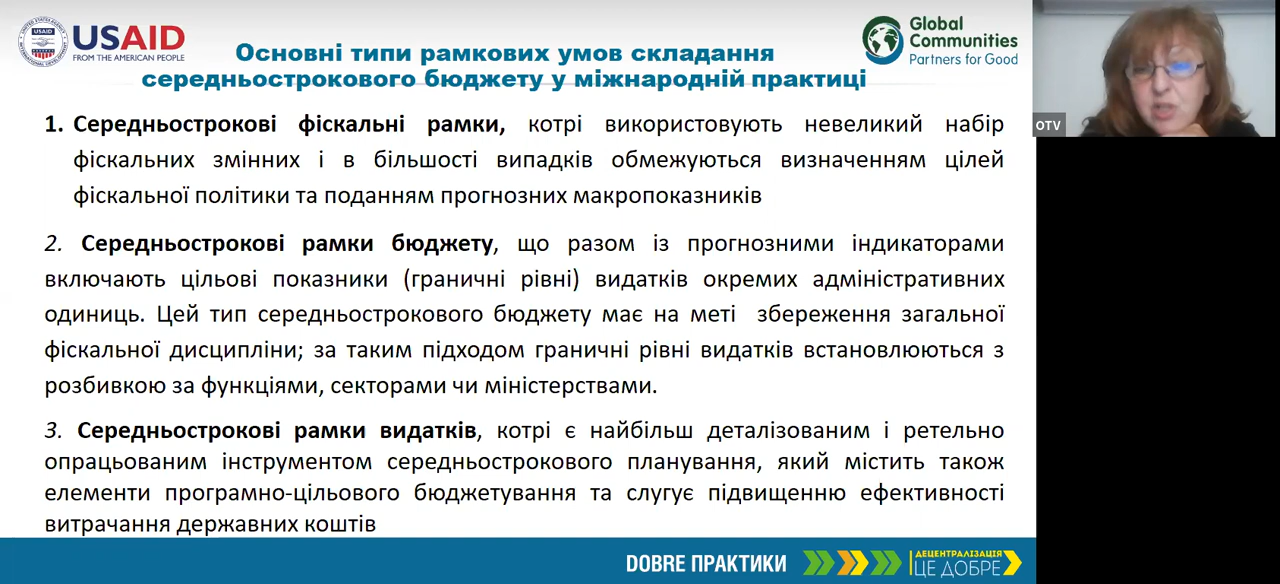 USAID
FROM THE AMERICAN PEOPLE
Global
Communities
Partners for Good
Основні типи рамкових умов складання
середньострокового бюджету у міжнародній практиці
1. Середньострокові фіскальні рамки, котрі використовують невеликий набір
фіскальних змінних і в більшості випадків обмежуються визначенням цілей
фіскальної політики та поданням прогнозних макропоказників
2. Середньострокові рамки бюджету, що разом із прогнозними індикаторами
включають цільові показники (граничні рівні) видатків окремих адміністративних
одиниць. Цей тип середньострокового бюджету має на меті збереження загальної
фіскальної дисципліни; за таким підходом граничні рівні видатків встановлюються з
розбивкою за функціями, секторами чи міністерствами.
3. Середньострокові рамки видатків, котрі є найбільш деталізованим і ретельно
опрацьованим інструментом середньострокового планування, який містить також
елементи програмно-цільового бюджетування та слугує підвищенню ефективності
витрачання державних коштів
DOBRE ПРАКТИКИ
ДЕЦЕНТРАЛІЗАЦІЯ
ЦЕ ДОБРЕ
OTV